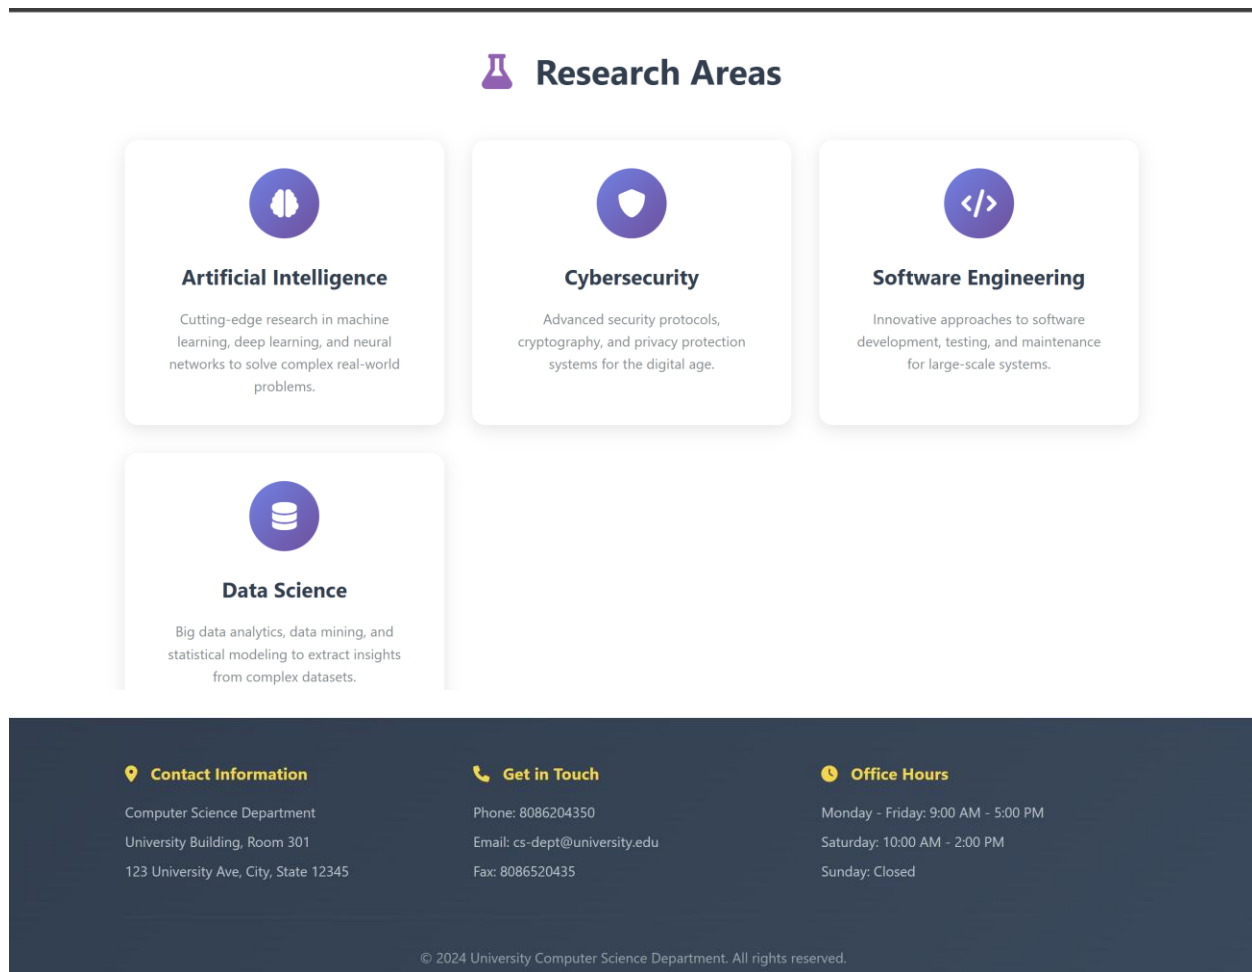 Research Areas
Artificial Intelligence
Cutting-edge research in machine
learning, deep learning, and neural
networks to solve complex real-world
problems.
Cybersecurity
Advanced security protocols,
cryptography, and privacy protection
systems for the digital age.
Software Engineering
Innovative approaches to software
development, testing, and maintenance
for large-scale systems.
Data Science
Big data analytics, data mining, and
statistical modeling to extract insights
from complex datasets.
Contact Information
Computer Science Department
University Building, Room 301
123 University Ave, City, State 12345
Get in Touch
Phone: 8086204350
Email: cs-dept@university.edu
Fax: 8086520435
Office Hours
Monday - Friday: 9:00 AM - 5:00 PM
Saturday: 10:00 AM - 2:00 PM
Sunday: Closed
© 2024 University Computer Science Department. All rights reserved.